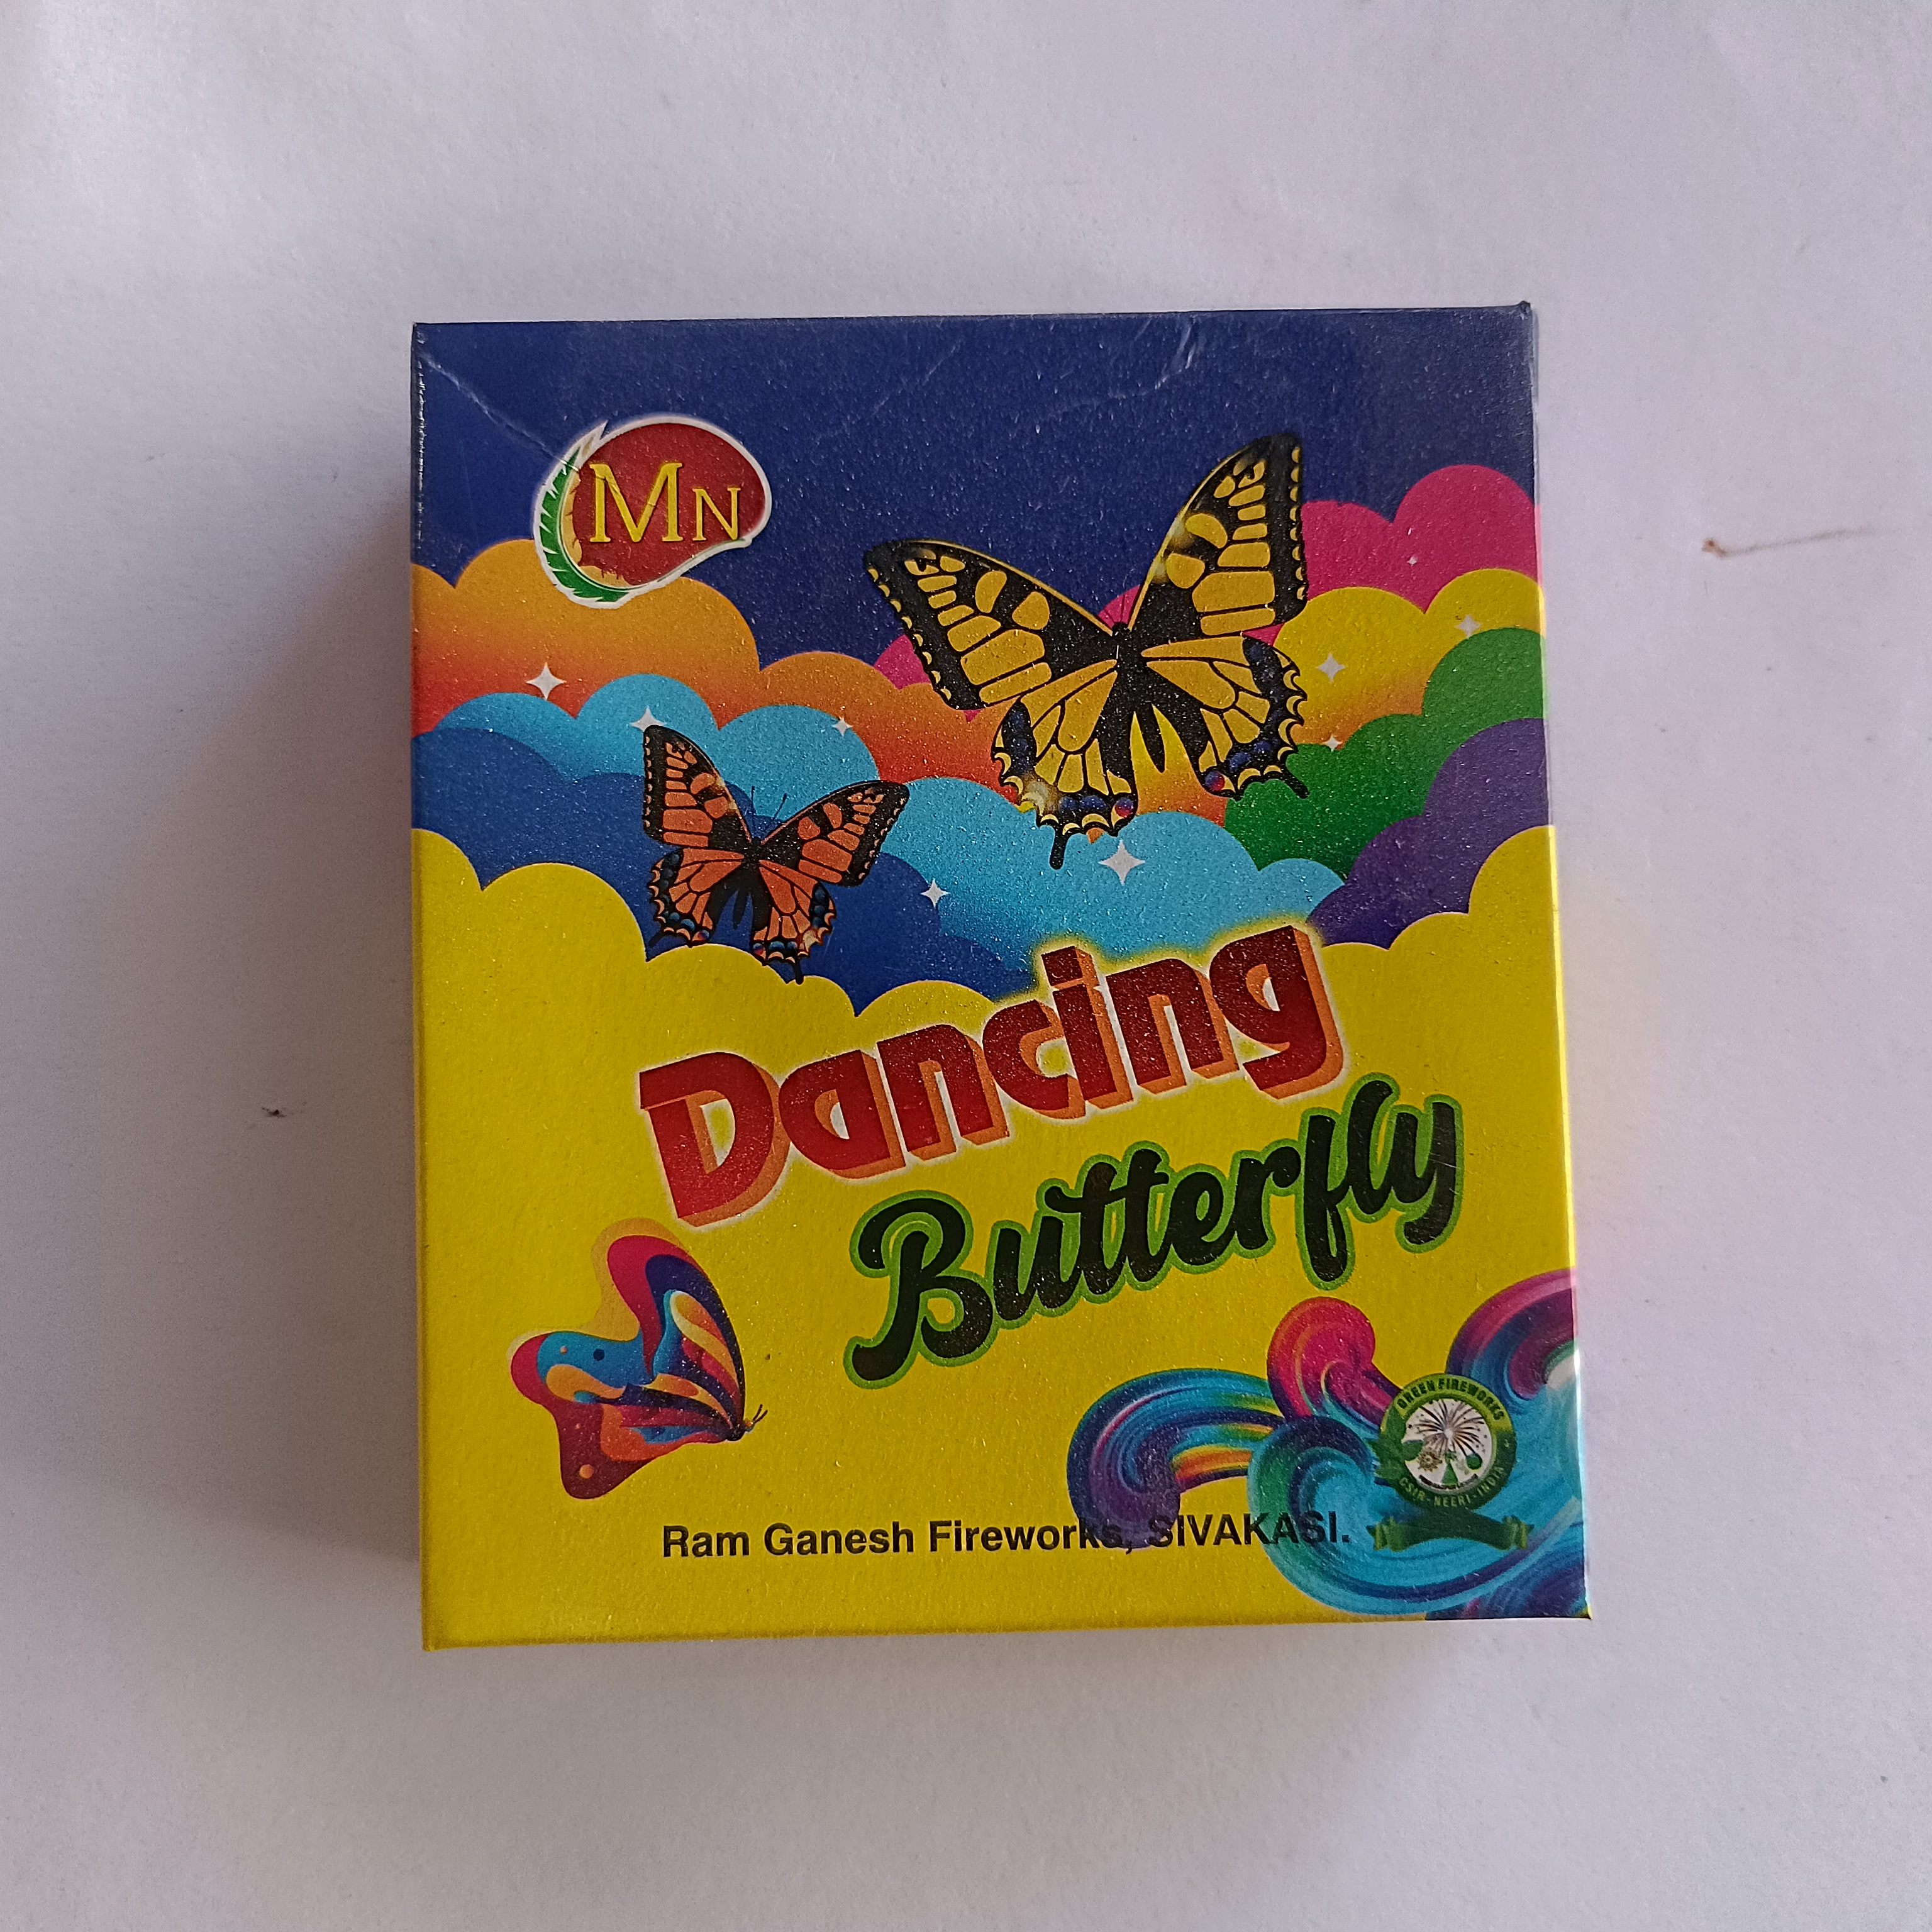 MN
Dancing
Butterfly
GREEN FIREWORKS
CSIR-NEERI-INDIA
Ram Ganesh Fireworks, SIVAKASI.